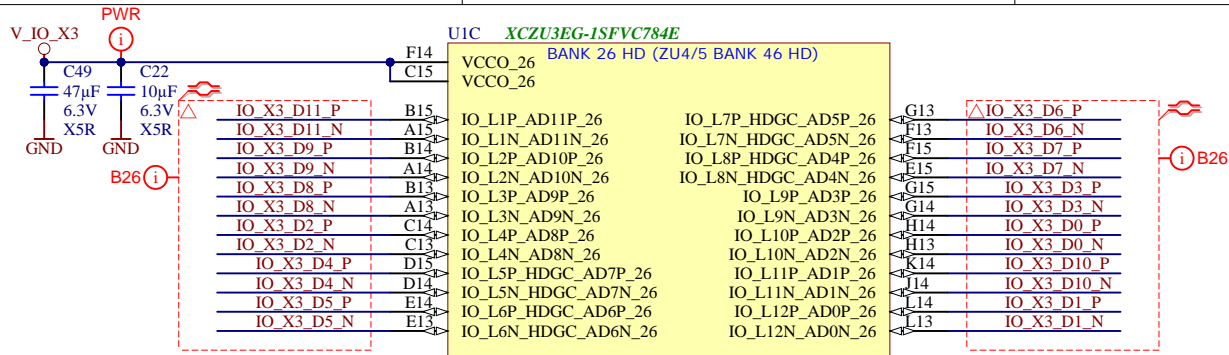 PWR
V_IO_X3
U1C XCZU3EG-1SFVC784E
BANK 26 HD (ZU4/5 BANK 46 HD)
F14 VCCO_26
C15 VCCO_26
C49
47µF
6.3V
X5R
GND
C22
10µF
6.3V
X5R
GND
B26
IO_X3_D11_P B15 IO_L1P_AD11P_26
IO_X3_D11_N A15 IO_L1N_AD11N_26
IO_X3_D9_P B14 IO_L2P_AD10P_26
IO_X3_D9_N A14 IO_L2N_AD10N_26
IO_X3_D8_P B13 IO_L3P_AD9P_26
IO_X3_D8_N A13 IO_L3N_AD9N_26
IO_X3_D2_P C14 IO_L4P_AD8P_26
IO_X3_D2_N C13 IO_L4N_AD8N_26
IO_X3_D4_P D15 IO_L5P_HDGC_AD7P_26
IO_X3_D4_N D14 IO_L5N_HDGC_AD7N_26
IO_X3_D5_P E14 IO_L6P_HDGC_AD6P_26
IO_X3_D5_N E13 IO_L6N_HDGC_AD6N_26
IO_L7P_HDGC_AD5P_26 G13 IO_X3_D6_P
IO_L7N_HDGC_AD5N_26 F13 IO_X3_D6_N
IO_L8P_HDGC_AD4P_26 F15 IO_X3_D7_P
IO_L8N_HDGC_AD4N_26 E15 IO_X3_D7_N
IO_L9P_AD3P_26 G15 IO_X3_D3_P
IO_L9N_AD3N_26 G14 IO_X3_D3_N
IO_L10P_AD2P_26 H14 IO_X3_D0_P
IO_L10N_AD2N_26 H13 IO_X3_D0_N
IO_L11P_AD1P_26 K14 IO_X3_D10_P
IO_L11N_AD1N_26 J14 IO_X3_D10_N
IO_L12P_AD0P_26 L14 IO_X3_D1_P
IO_L12N_AD0N_26 L13 IO_X3_D1_N
B26